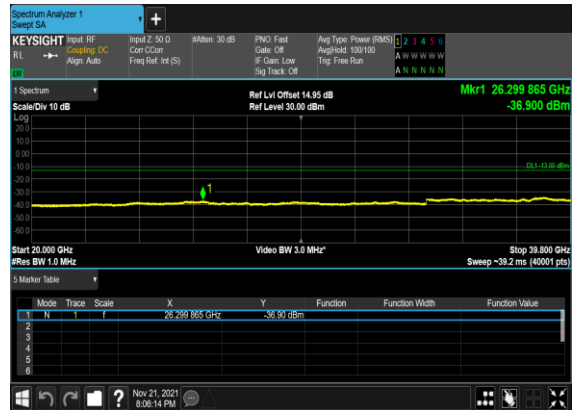 Spectrum Analyzer 1
Swept SA
KEYSIGHT Input: RF Input Z: 50 Ω #Atten: 30 dB PNO: Fast Avg Type: Power (RMS) 1 2 3 4 5 6
RL Coupling: DC Corr CCorr Gate: Off Avg|Hold: 100/100 A W W W W W
Align: Auto Freq Ref: Int (S) IF Gain: Low Trig: Free Run
Sig Track: Off A N N N N N
1 Spectrum Ref Lvl Offset 14.95 dB Mkr1 26.299 865 GHz
Scale/Div 10 dB Ref Level 30.00 dBm -36.900 dBm
Log
20.0
10.0
0.00
-10.0 DL1 -13.00 dBm
-20.0
-30.0 1
-40.0
-50.0
-60.0
Start 20.000 GHz Video BW 3.0 MHz* Stop 39.800 GHz
#Res BW 1.0 MHz Sweep ~39.2 ms (40001 pts)
5 Marker Table
Mode Trace Scale X Y Function Function Width Function Value
1 N 1 f 26.299 865 GHz -36.90 dBm
2
3
4
5
6
Nov 21, 2021
8:06:14 PM